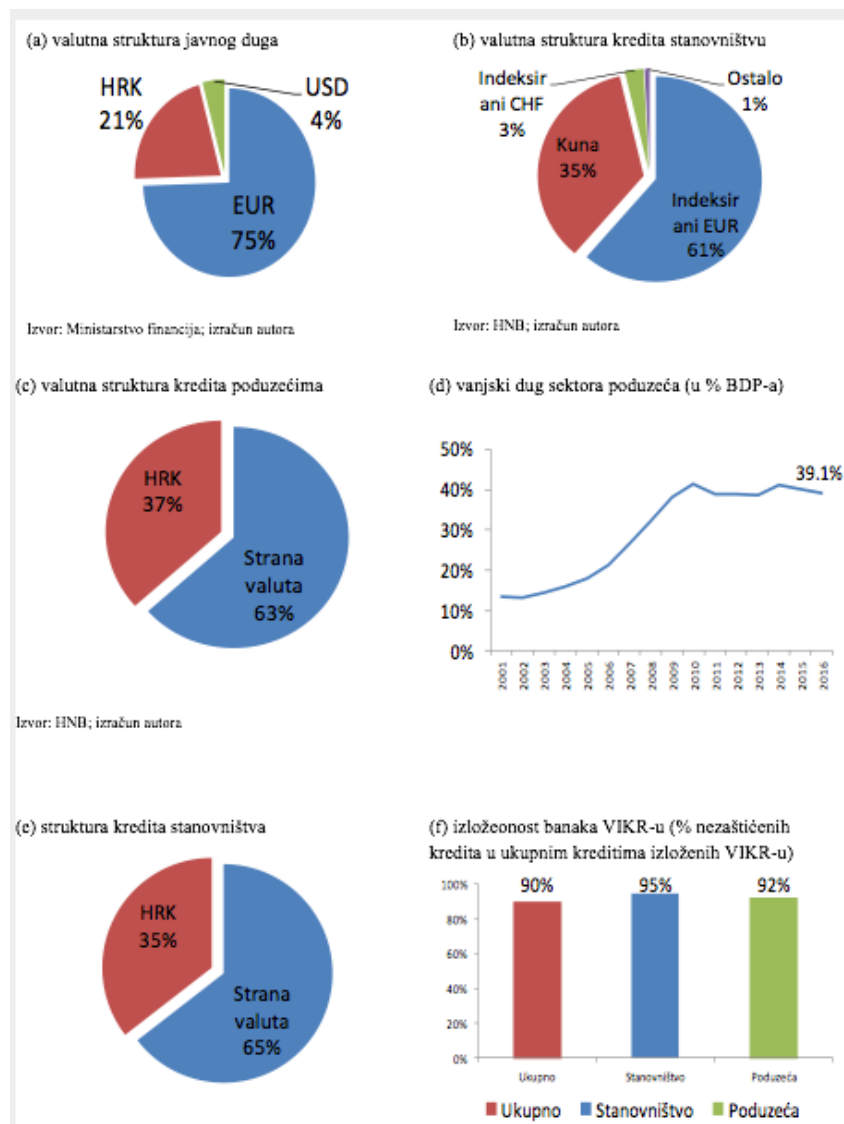 (a) valutna struktura javnog duga
HRK
21%
USD
4%
EUR
75%
Izvor: Ministarstvo financija; izračun autora
(b) valutna struktura kredita stanovništvu
Indeksir
ani CHF
3%
Ostalo
1%
Kuna
35%
Indeksir
ani EUR
61%
Izvor: HNB; izračun autora
(c) valutna struktura kredita poduzećima
HRK
37%
Strana
valuta
63%
Izvor: HNB; izračun autora
(d) vanjski dug sektora poduzeća (u % BDP-a)
50%
40%
30%
20%
10%
0%
39.1%
2001
2002
2003
2004
2005
2006
2007
2008
2009
2010
2011
2012
2013
2014
2015
2016
(e) struktura kredita stanovništva
HRK
35%
Strana
valuta
65%
(f) izložeonost banaka VIKR-u (% nezaštićenih
kredita u ukupnim kreditima izloženih VIKR-u)
100%
80%
60%
40%
20%
0%
90%
95%
92%
Ukupno
Stanovništvo
Poduzeća
Ukupno
Stanovništvo
Poduzeća